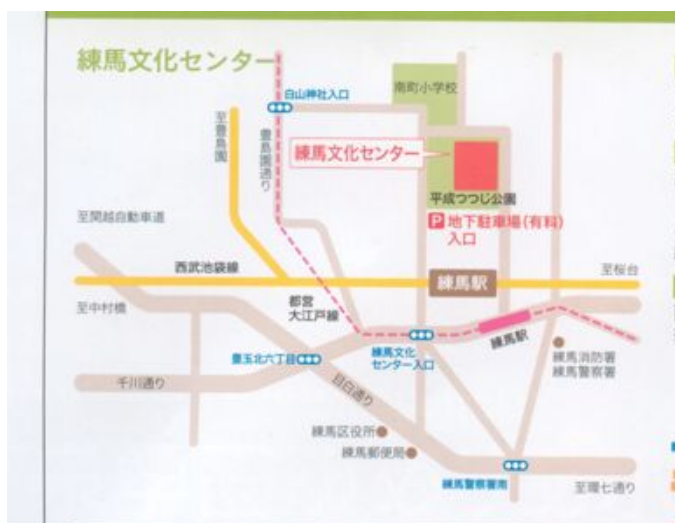 練馬文化センター
白山神社入口
南町小学校
至豊島園
豊島園通り
練馬文化センター
平成つつじ公園
P 地下駐車場(有料)
入口
至関越自動車道
西武池袋線
練馬駅
至桜台
至中村橋
都営
大江戸線
練馬文化
センター入口
練馬駅
練馬消防署
練馬警察署
豊玉北六丁目
千川通り
目白通り
練馬区役所
練馬郵便局
練馬警察署南
至環七通り